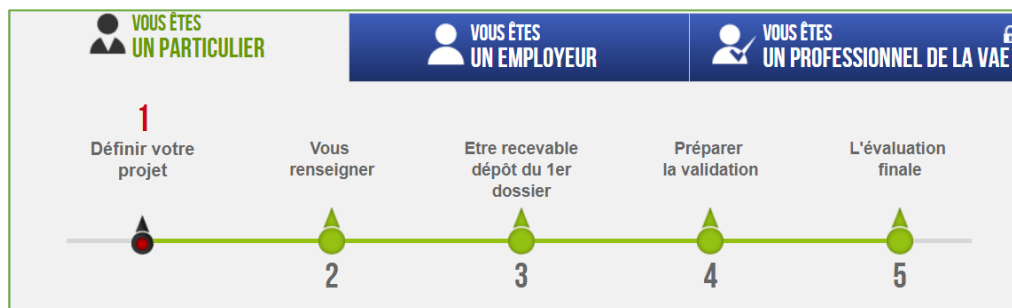 VOUS ÊTES
UN PARTICULIER
VOUS ÊTES
UN EMPLOYEUR
VOUS ÊTES
UN PROFESSIONNEL DE LA VAE
1
Définir votre
projet
Vous
renseigner
Etre recevable
dépôt du 1er
dossier
Préparer
la validation
L'évaluation
finale
2
3
4
5